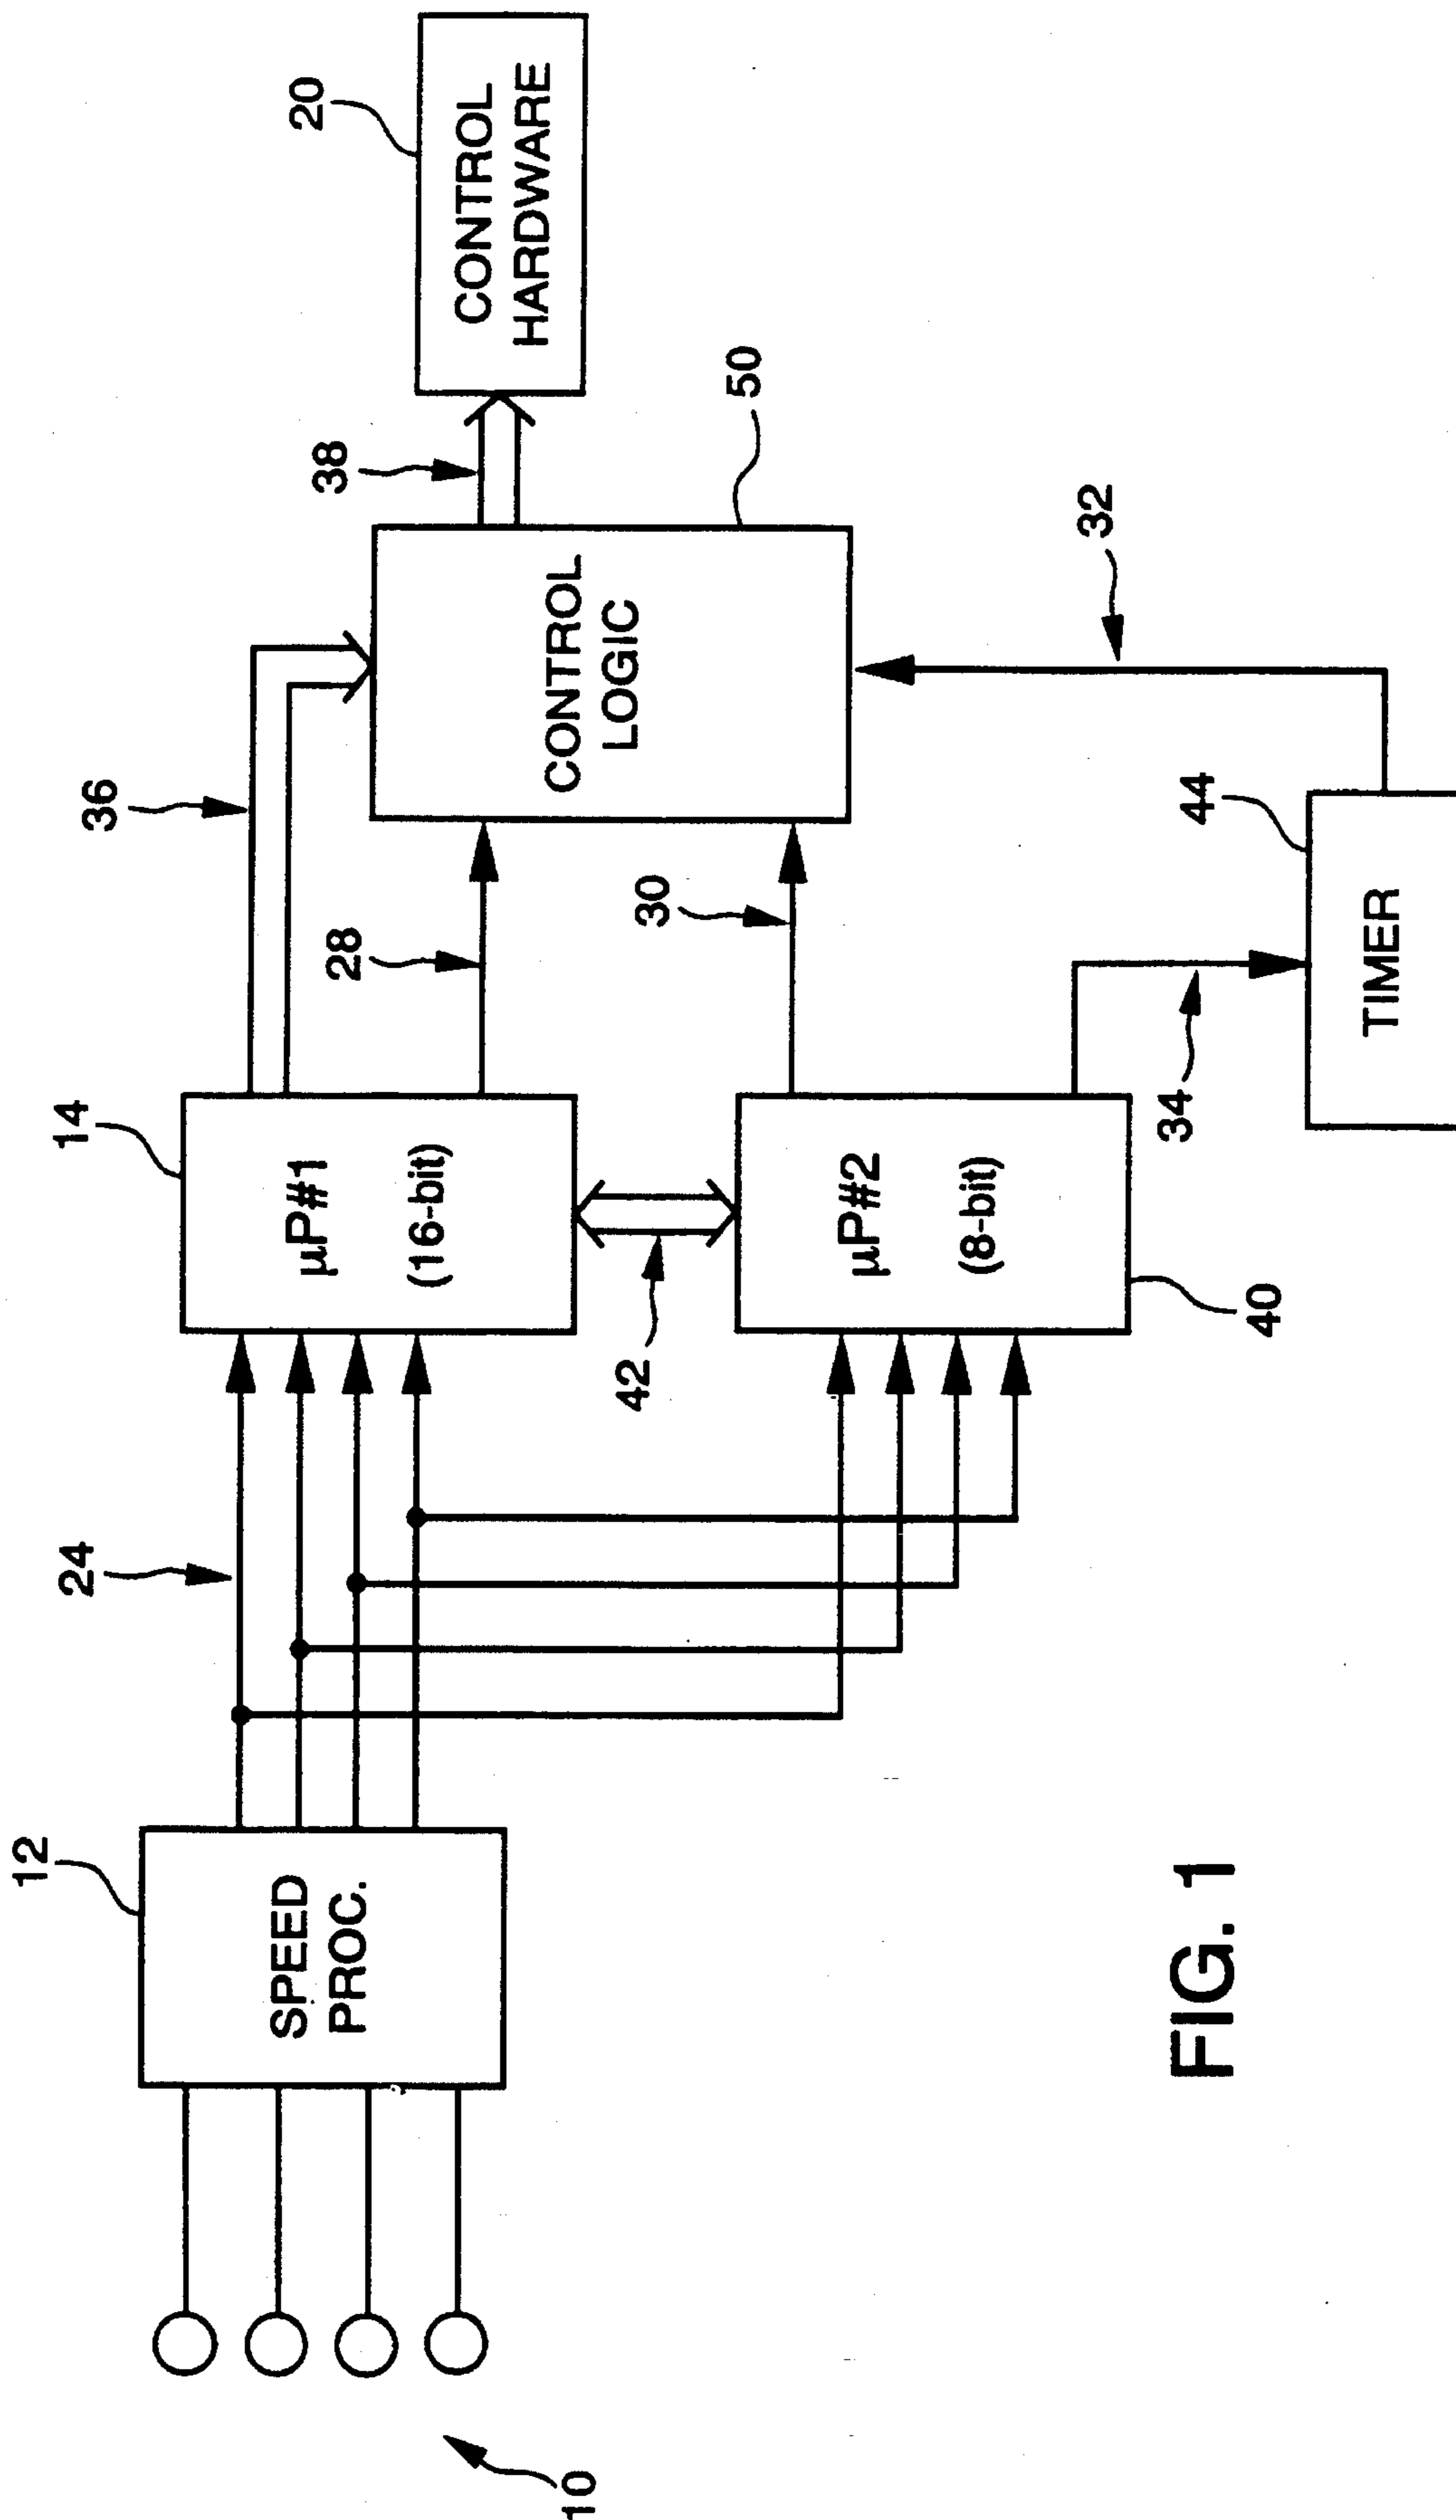 10
12
SPEED
PROC.
24
14
µP#1
(16-bit)
42
µP#2
(8-bit)
40
36
28
30
34
TIMER
44
32
CONTROL
LOGIC
50
38
CONTROL
HARDWARE
20
FIG. 1